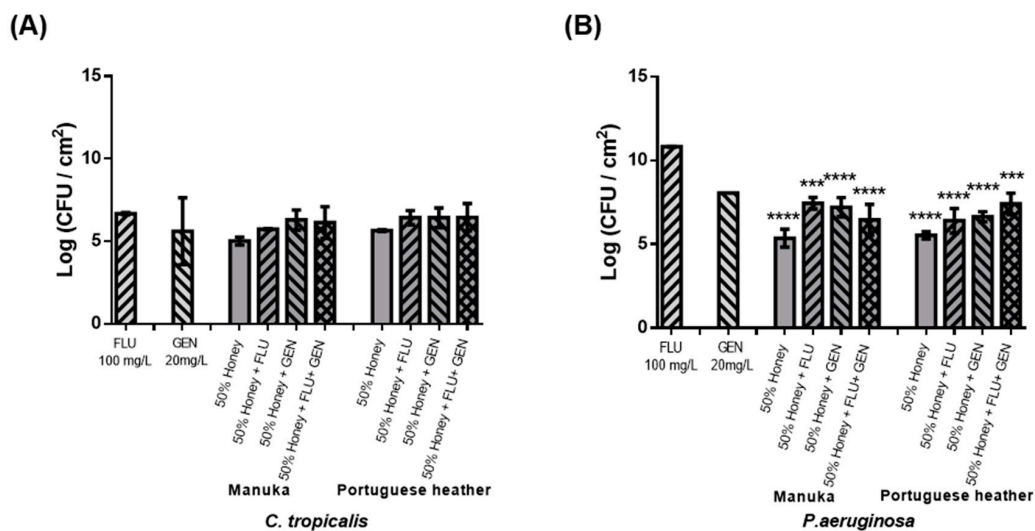 (A)
Log (CFU / cm²)
15
10
5
0
FLU
100 mg/L
GEN
20mg/L
50% Honey
50% Honey + FLU
50% Honey + GEN
50% Honey + FLU+ GEN
50% Honey
50% Honey + FLU
50% Honey + GEN
50% Honey + FLU+ GEN
Manuka
Portuguese heather
C. tropicalis
(B)
Log (CFU / cm²)
15
10
5
0
****
***
****
****
****
****
****
***
FLU
100 mg/L
GEN
20mg/L
50% Honey
50% Honey + FLU
50% Honey + GEN
50% Honey + FLU+ GEN
50% Honey
50% Honey + FLU
50% Honey + GEN
50% Honey + FLU+ GEN
Manuka
Portuguese heather
P.aeruginosa